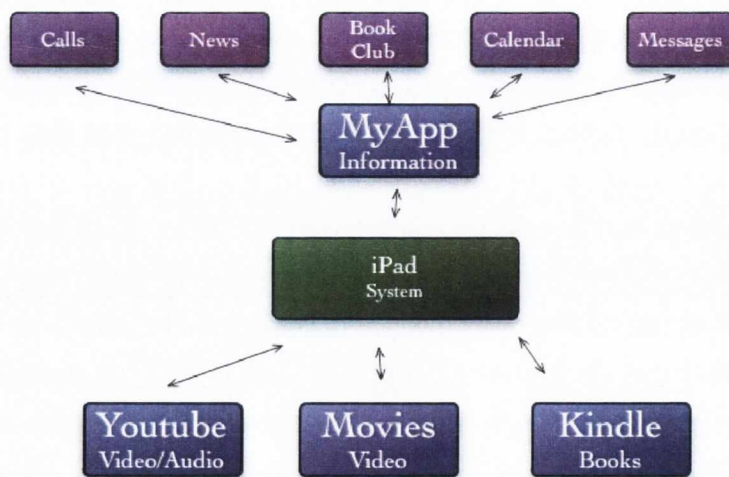 Calls
News
Book
Club
Calendar
Messages
MyApp
Information
iPad
System
Youtube
Video/Audio
Movies
Video
Kindle
Books